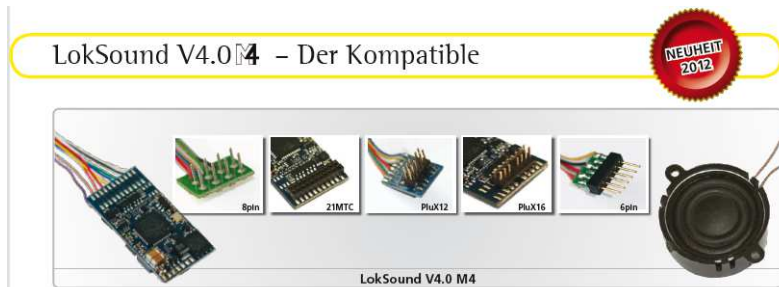 LokSound V4.0 M4 – Der Kompatible
NEUHEIT
2012
8pin
21MTC
PluX12
PluX16
6pin
LokSound V4.0 M4